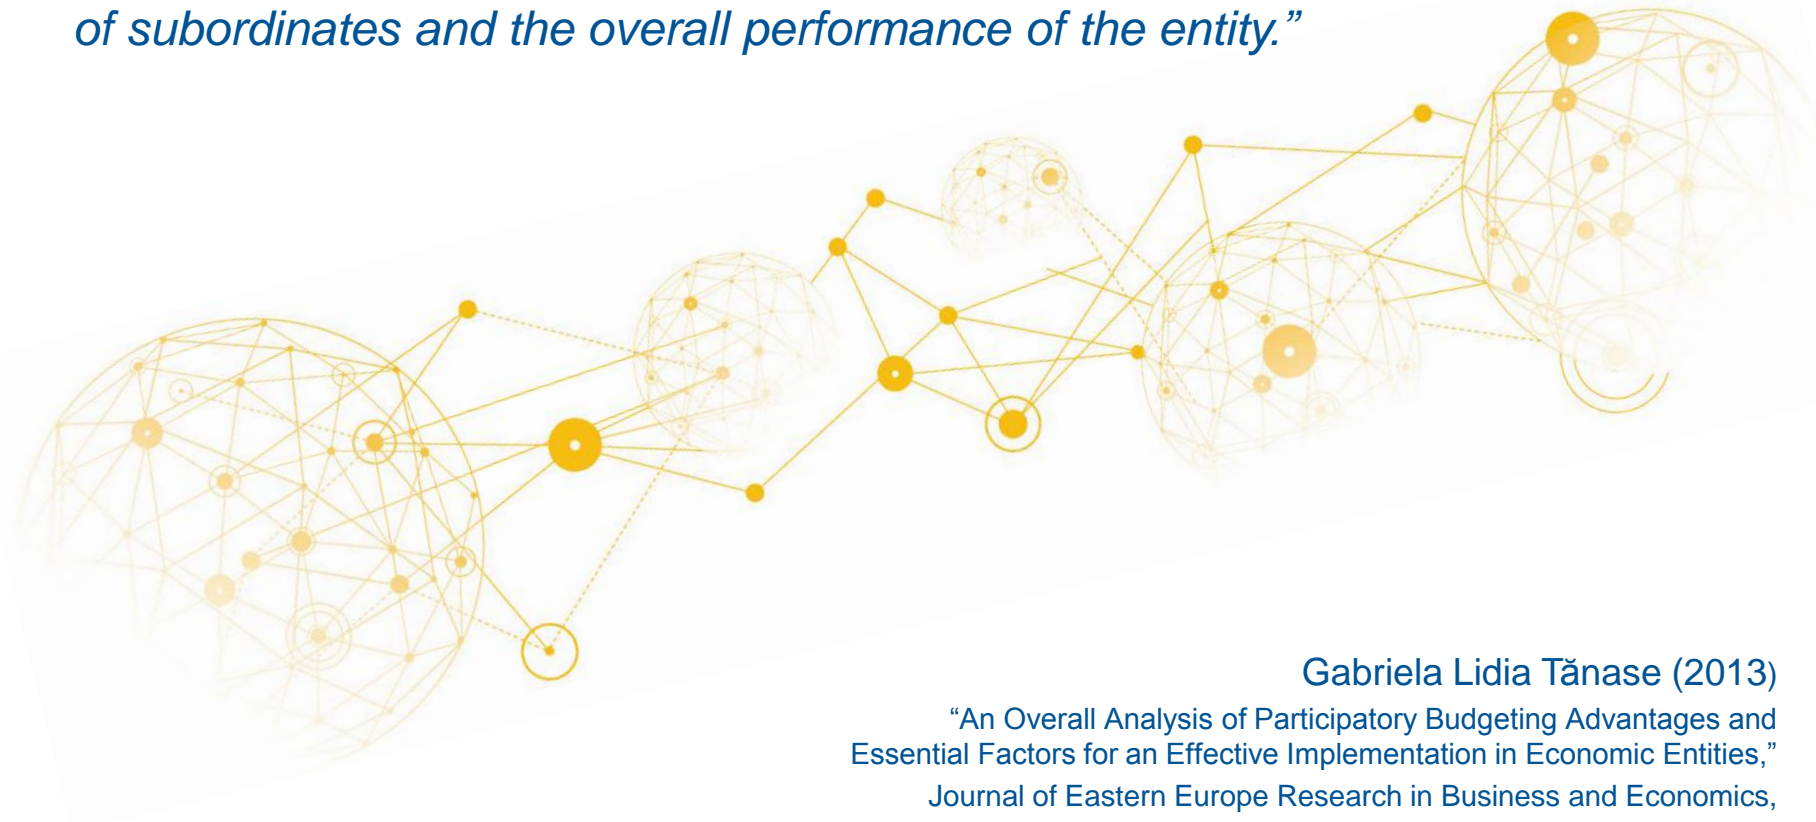 of subordinates and the overall performance of the entity.”
Gabriela Lidia Tănase (2013)
“An Overall Analysis of Participatory Budgeting Advantages and
Essential Factors for an Effective Implementation in Economic Entities,”
Journal of Eastern Europe Research in Business and Economics,